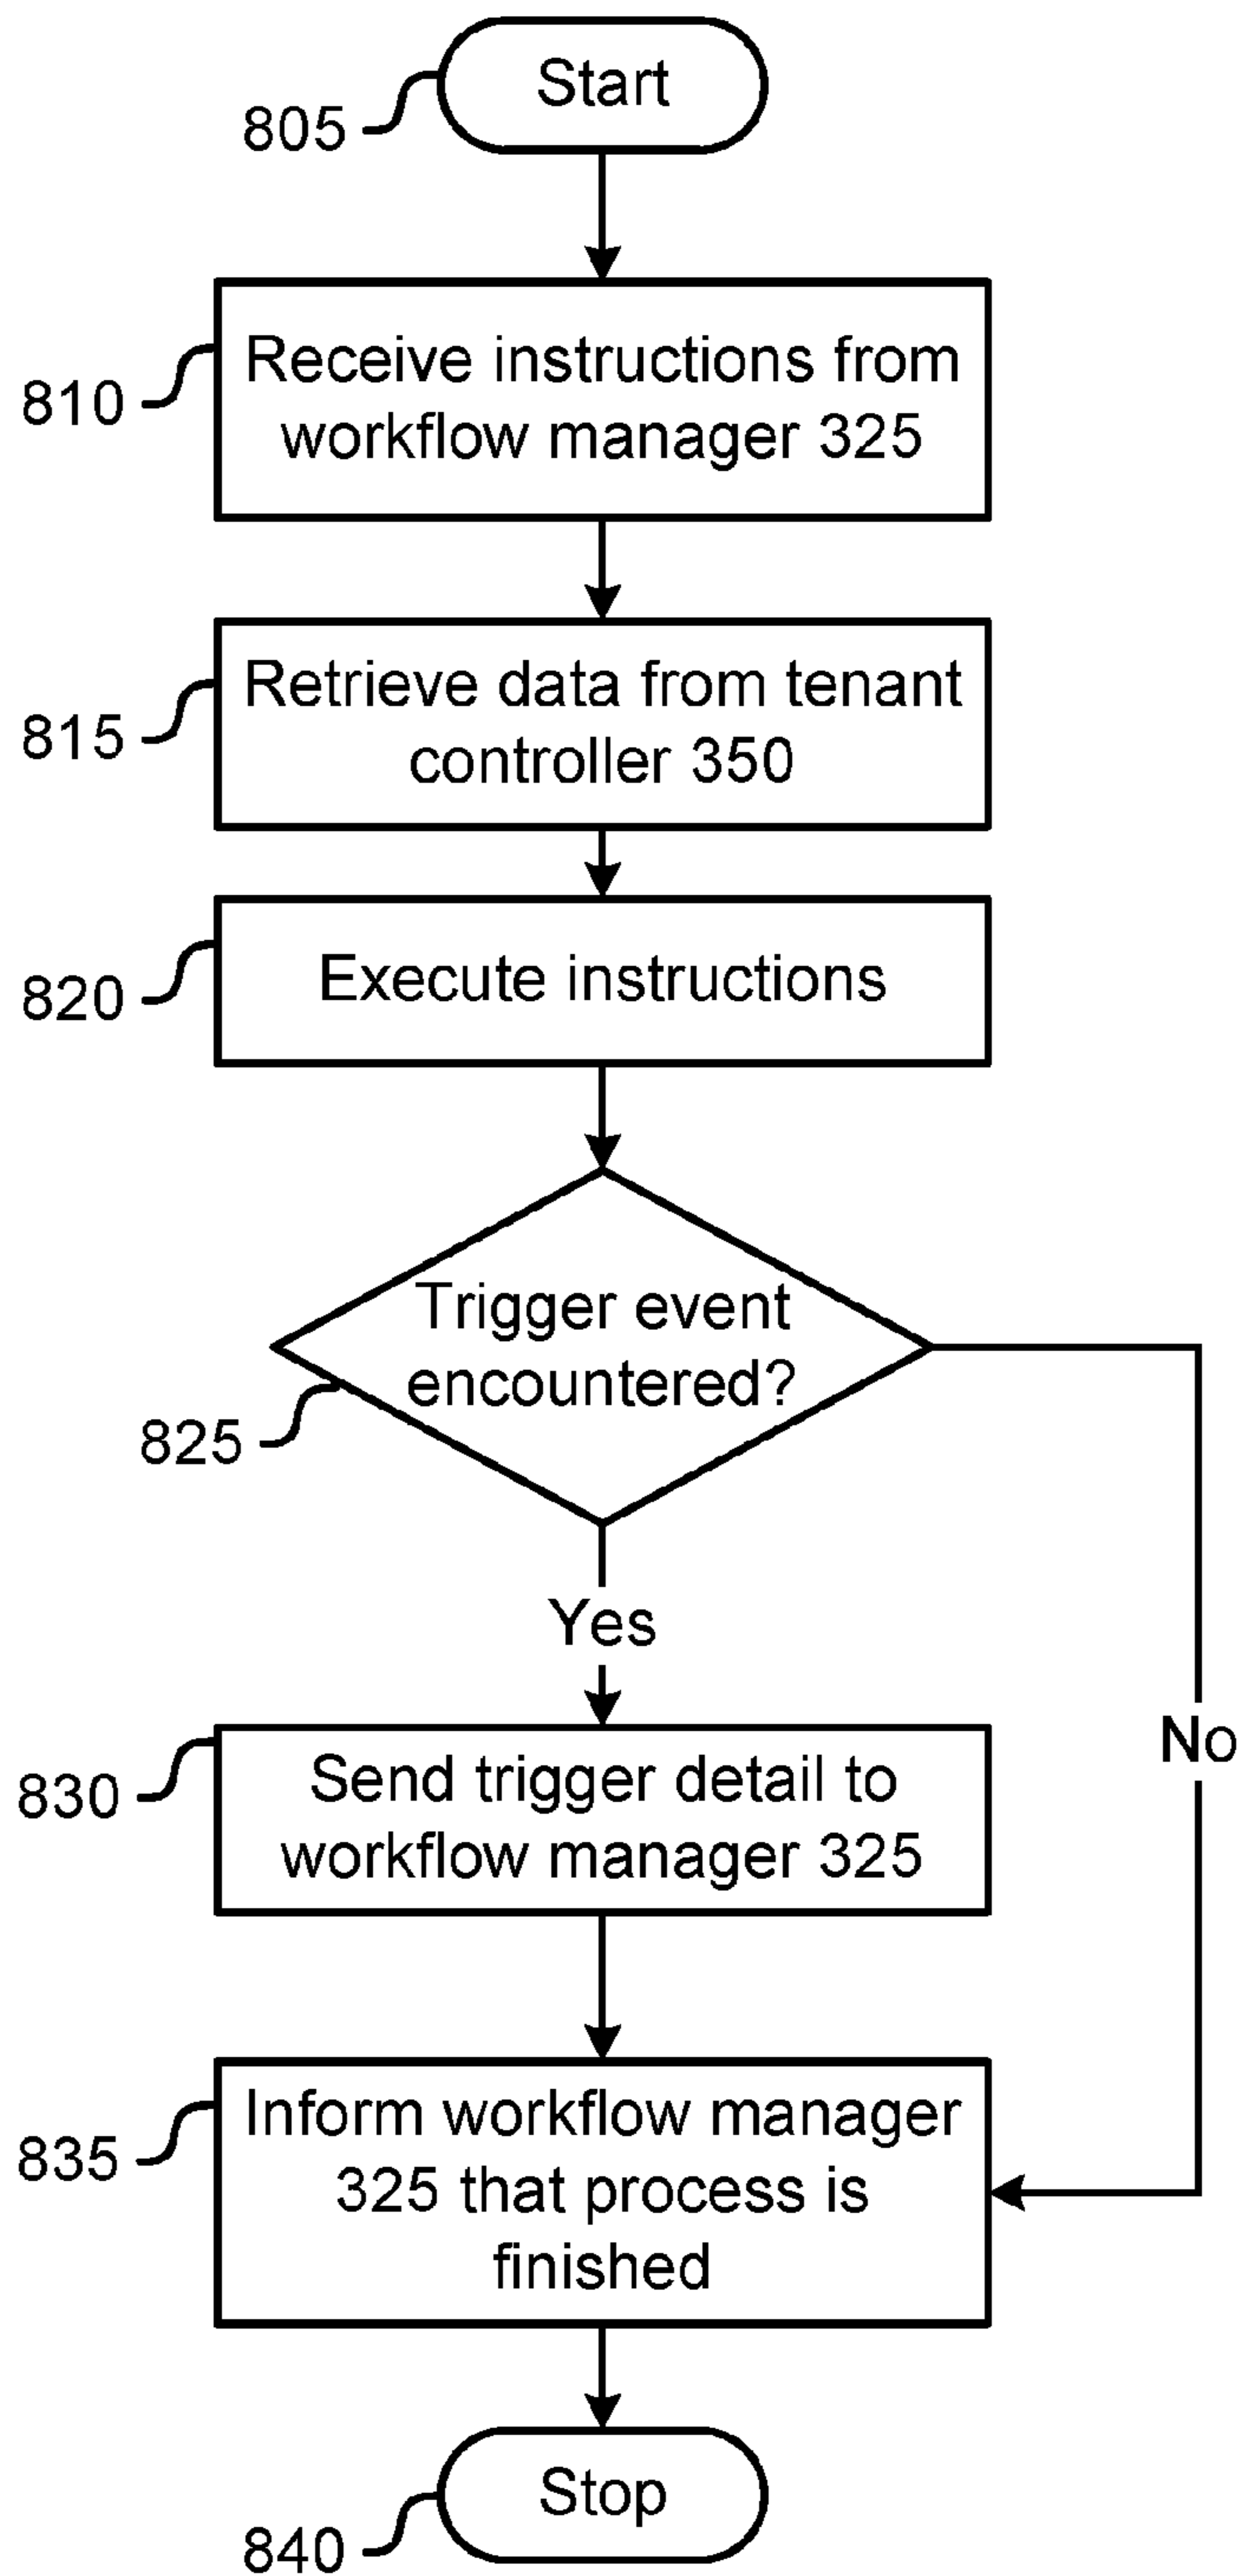 Start
805
Receive instructions from
workflow manager 325
810
Retrieve data from tenant
controller 350
815
Execute instructions
820
Trigger event
encountered?
825
Yes
No
Send trigger detail to
workflow manager 325
830
Inform workflow manager
325 that process is
finished
835
Stop
840